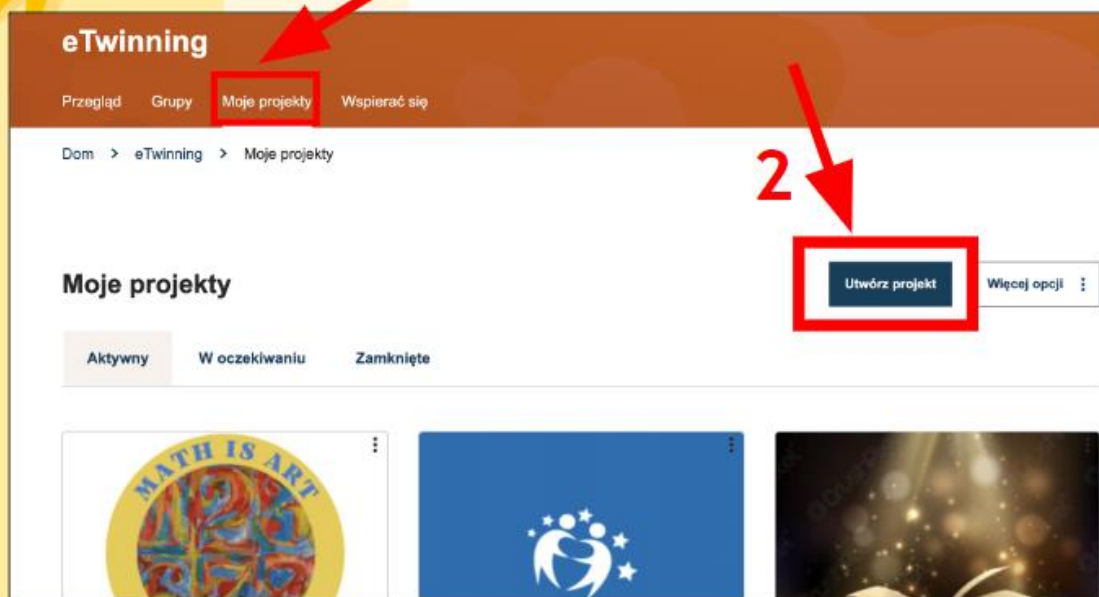 eTwinning
Przegląd Grupy Moje projekty Wspierać się
Dom > eTwinning > Moje projekty
2
Moje projekty
Utwórz projekt Więcej opcji
Aktywny W oczekiwaniu Zamknięte
MATH IS ART